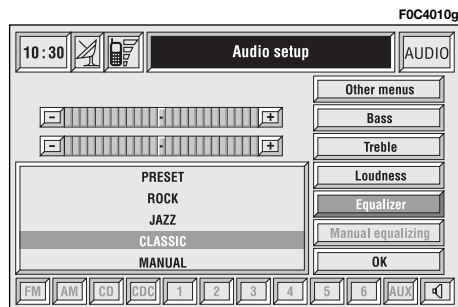 F0C4010g
10:30 Audio setup AUDIO
Other menus
- + Bass
- + Treble
Loudness
Equalizer
Manual equalizing
OK
PRESET
ROCK
JAZZ
CLASSIC
MANUAL
FM AM CD CDC 1 2 3 4 5 6 AUX